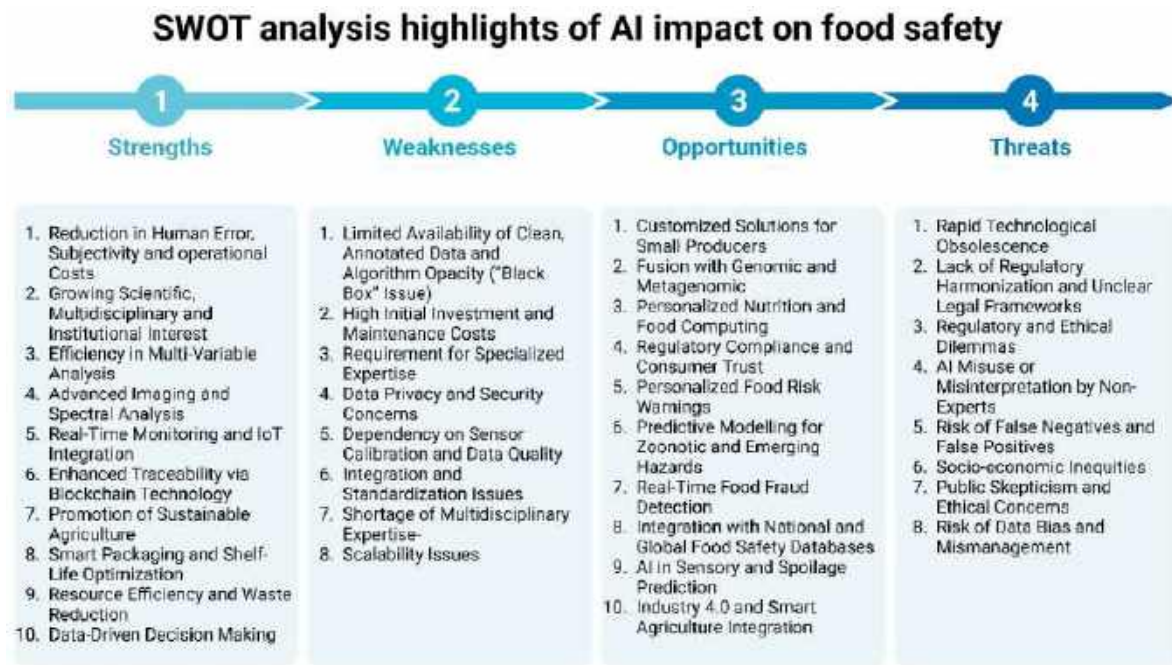 SWOT analysis highlights of AI impact on food safety
1
2
3
4
Strengths
Weaknesses
Opportunities
Threats
1. Reduction in Human Error,
Subjectivity and operational
Costs
2. Growing Scientific,
Multidisciplinary and
Institutional Interest
3. Efficiency in Multi-Variable
Analysis
4. Advanced Imaging and
Spectral Analysis
5. Real-Time Monitoring and IoT
Integration
6. Enhanced Traceability via
Blockchain Technology
7. Promotion of Sustainable
Agriculture
8. Smart Packaging and Shelf-
Life Optimization
9. Resource Efficiency and Waste
Reduction
10. Data-Driven Decision Making
1. Limited Availability of Clean,
Annotated Data and
Algorithm Opacity ("Black
Box" Issue)
2. High Initial Investment and
Maintenance Costs
3. Requirement for Specialized
Expertise
4. Data Privacy and Security
Concerns
5. Dependency on Sensor
Calibration and Data Quality
6. Integration and
Standardization Issues
7. Shortage of Multidisciplinary
Expertise-
8. Scalability Issues
1. Customized Solutions for
Small Producers
2. Fusion with Genomic and
Metagenomic
3. Personalized Nutrition and
Food Computing
4. Regulatory Compliance and
Consumer Trust
5. Personalized Food Risk
Warnings
6. Predictive Modelling for
Zoonotic and Emerging
Hazards
7. Real-Time Food Fraud
Detection
8. Integration with National and
Global Food Safety Databases
9. AI in Sensory and Spoilage
Prediction
10. Industry 4.0 and Smart
Agriculture Integration
1. Rapid Technological
Obsolescence
2. Lack of Regulatory
Harmonization and Unclear
Legal Frameworks
3. Regulatory and Ethical
Dilemmas
4. AI Misuse or
Misinterpretation by Non-
Experts
5. Risk of False Negatives and
False Positives
6. Socio-economic Inequities
7. Public Skepticism and
Ethical Concerns
8. Risk of Data Bias and
Mismanagement